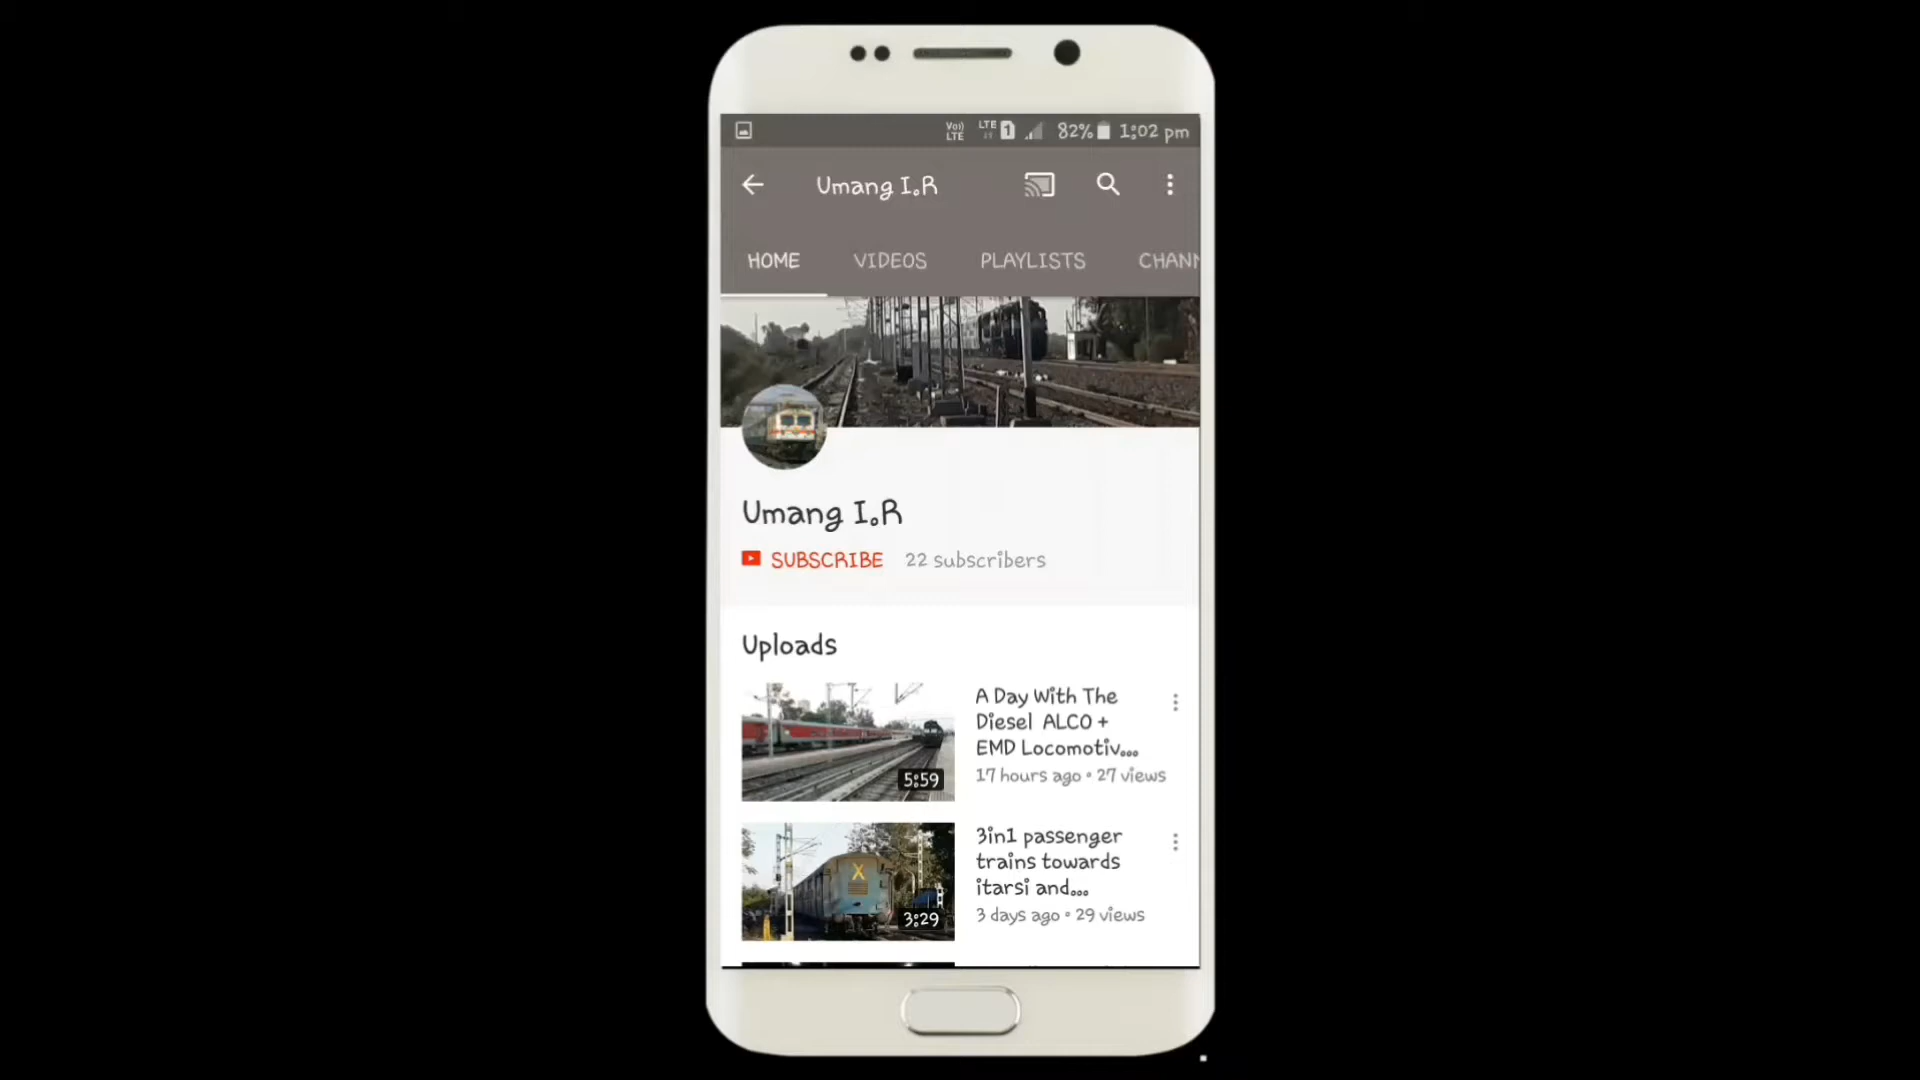 Vo)) LTE LTE 1 82% 1:02 pm
Umang I.R
HOME VIDEOS PLAYLISTS CHANN
Umang I.R
SUBSCRIBE 22 subscribers
Uploads
A Day With The
Diesel ALCO +
EMD Locomotiv...
17 hours ago • 27 views
5:59
3in1 passenger
trains towards
itarsi and...
3 days ago • 29 views
X
3:29